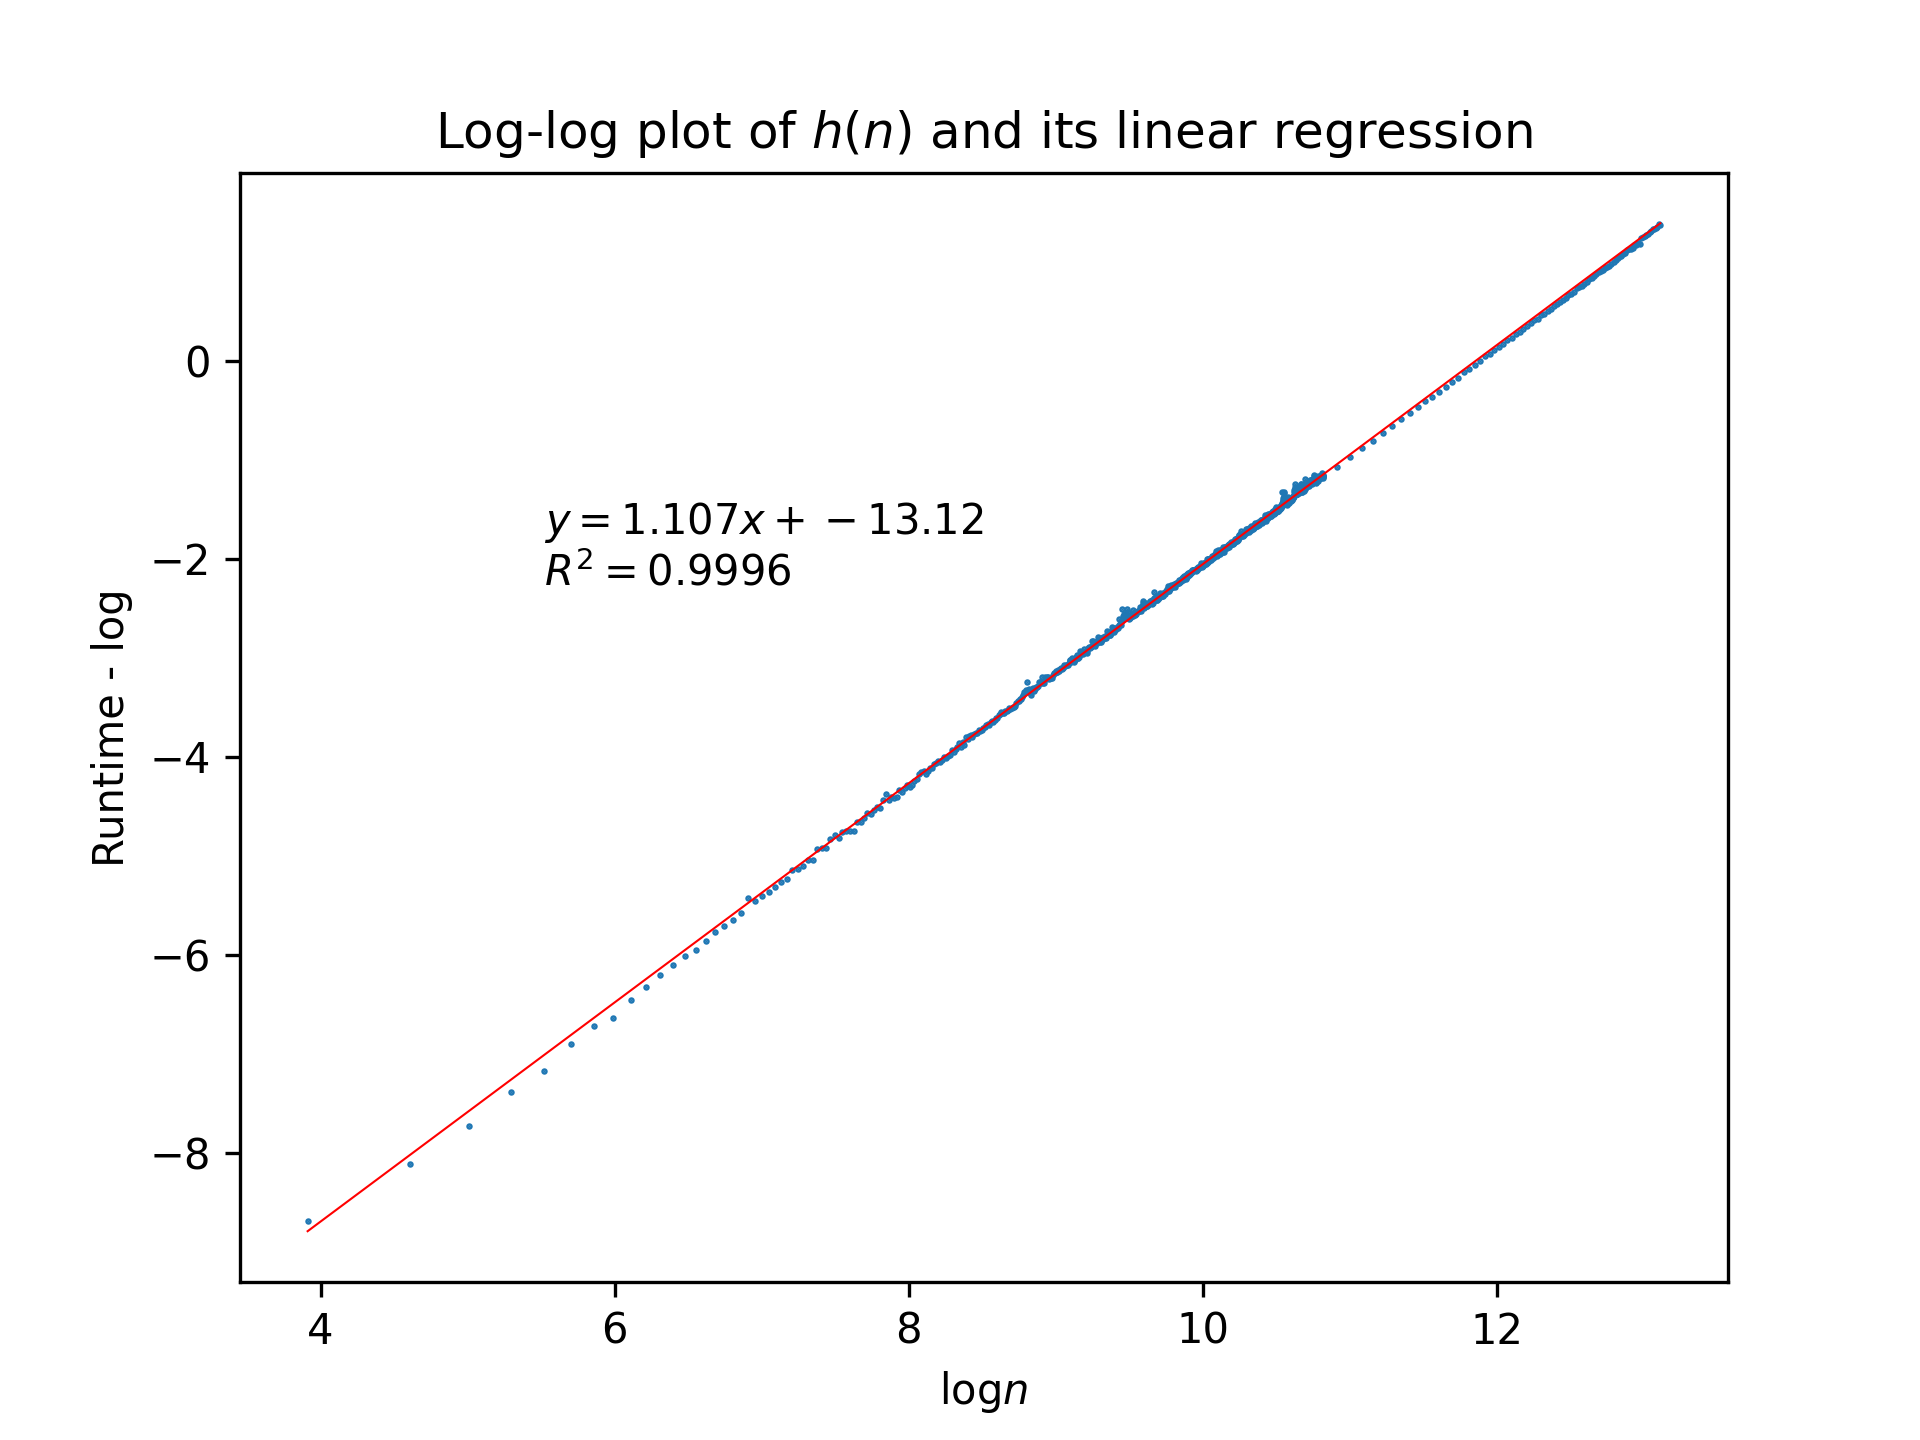 Log-log plot of h(n) and its linear regression
0
−2
−4
−6
−8
Runtime - log
y = 1.107x + −13.12
R² = 0.9996
4 6 8 10 12
logn